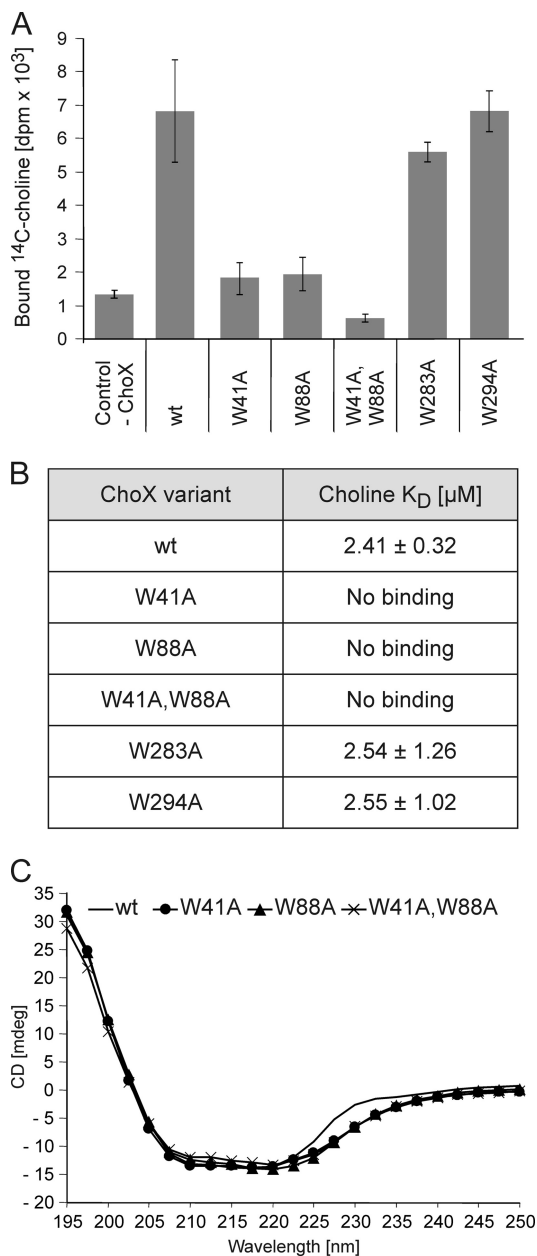 A
Bound ¹⁴C-choline [dpm x 10³]
9
8
7
6
5
4
3
2
1
0
Control
- ChoX
wt
W41A
W88A
W41A,
W88A
W283A
W294A
B
ChoX variant Choline K_D [µM]
wt 2.41 ± 0.32
W41A No binding
W88A No binding
W41A,W88A No binding
W283A 2.54 ± 1.26
W294A 2.55 ± 1.02
C
CD [mdeg]
35
30
25
20
15
10
5
0
- 5
- 10
- 15
- 20
wt W41A W88A W41A,W88A
195 200 205 210 215 220 225 230 235 240 245 250
Wavelength [nm]